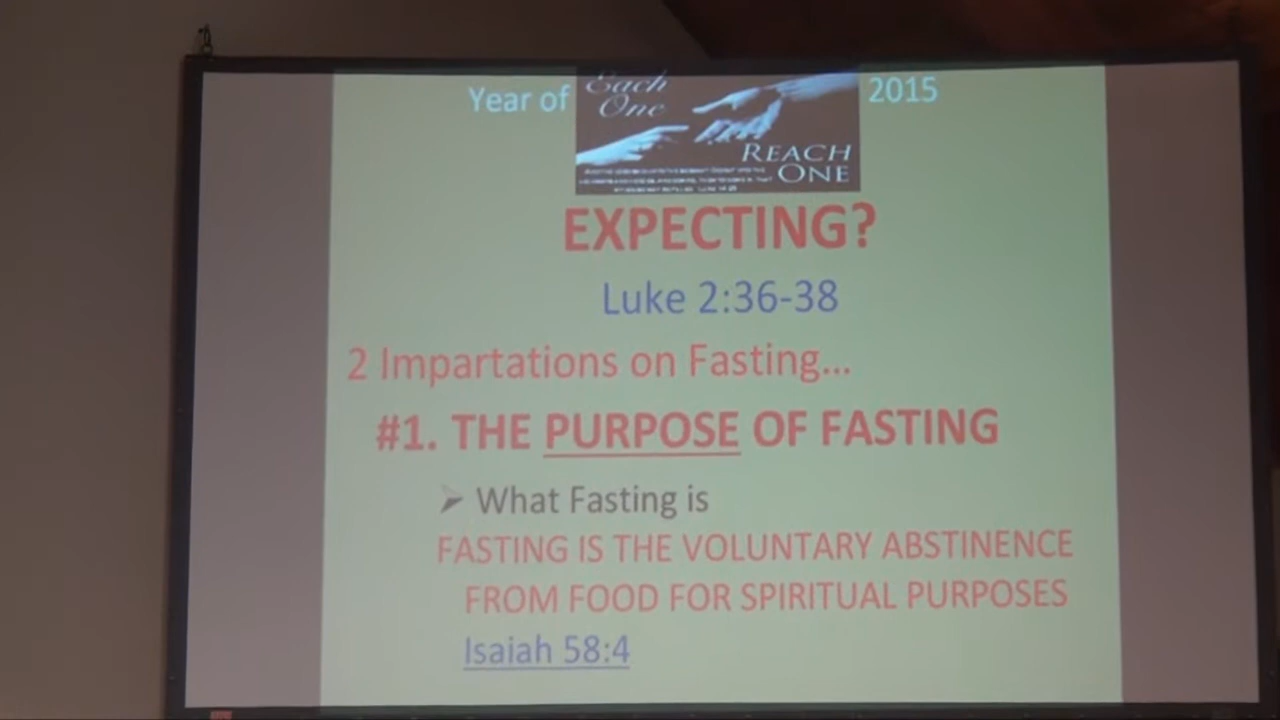 Year of
Each
One
REACH
ONE
2015
EXPECTING?
Luke 2:36-38
2 Impartations on Fasting...
#1. THE PURPOSE OF FASTING
➢ What Fasting is
FASTING IS THE VOLUNTARY ABSTINENCE
FROM FOOD FOR SPIRITUAL PURPOSES
Isaiah 58:4